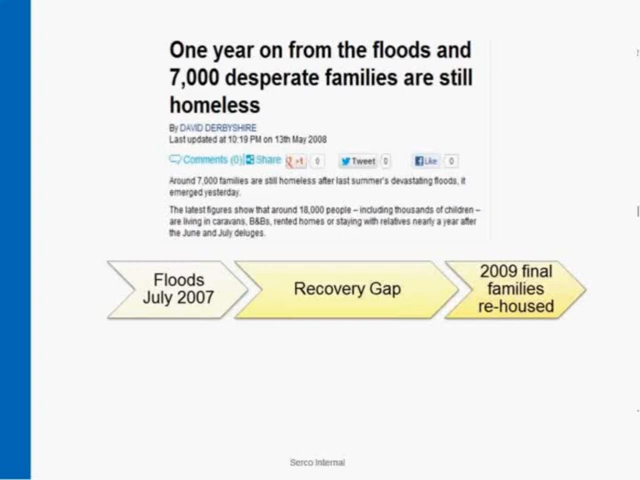 One year on from the floods and
7,000 desperate families are still
homeless
By DAVID DERBYSHIRE
Last updated at 10:19 PM on 13th May 2008
Comments (0) Share +1 0 Tweet 0 Like 0
Around 7,000 families are still homeless after last summer's devastating floods, it
emerged yesterday.
The latest figures show that around 18,000 people – including thousands of children –
are living in caravans, B&Bs, rented homes or staying with relatives nearly a year after
the June and July deluges.
Floods
July 2007
Recovery Gap
2009 final
families
re-housed
Serco Internal